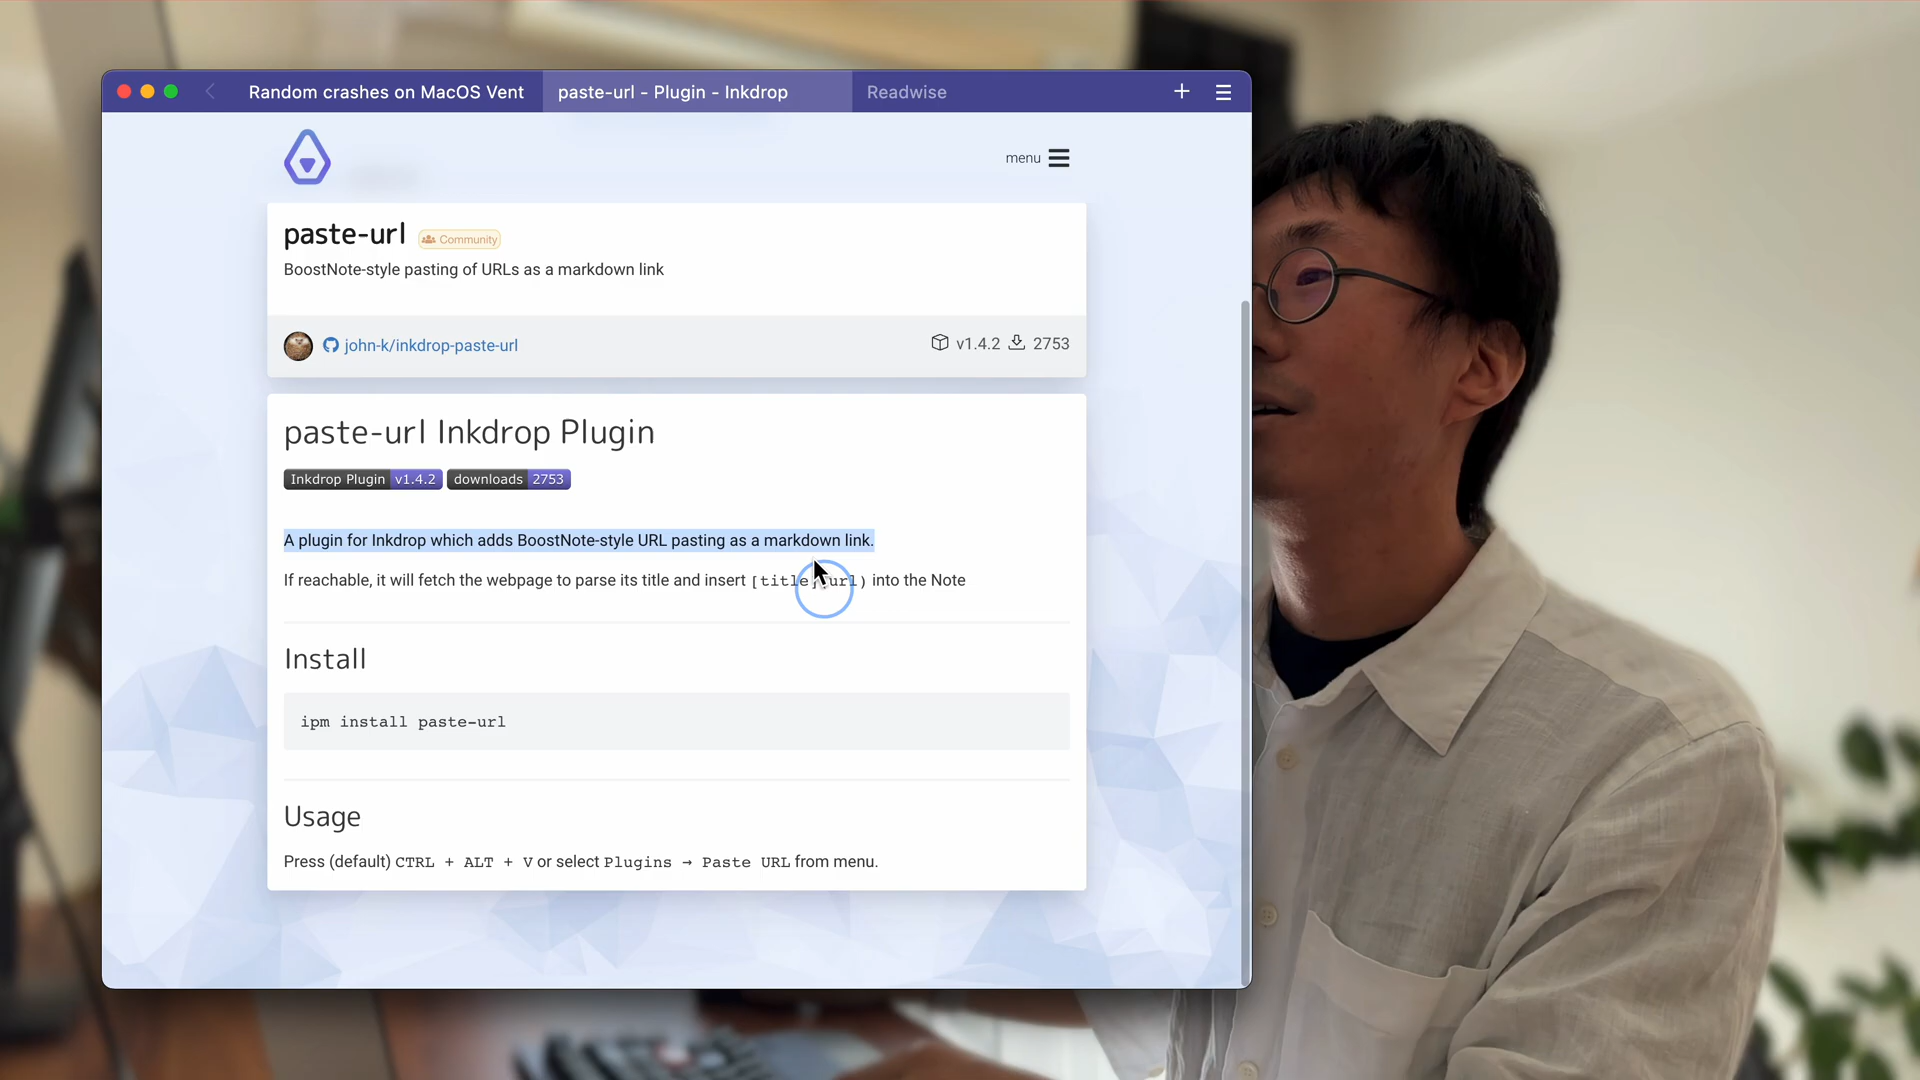 Random crashes on MacOS Vent
paste-url - Plugin - Inkdrop
Readwise
menu
paste-url
Community
BoostNote-style pasting of URLs as a markdown link
john-k/inkdrop-paste-url
v1.4.2
2753
paste-url Inkdrop Plugin
Inkdrop Plugin v1.4.2 downloads 2753
A plugin for Inkdrop which adds BoostNote-style URL pasting as a markdown link.
If reachable, it will fetch the webpage to parse its title and insert [title url) into the Note
Install
ipm install paste-url
Usage
Press (default) CTRL + ALT + V or select Plugins → Paste URL from menu.